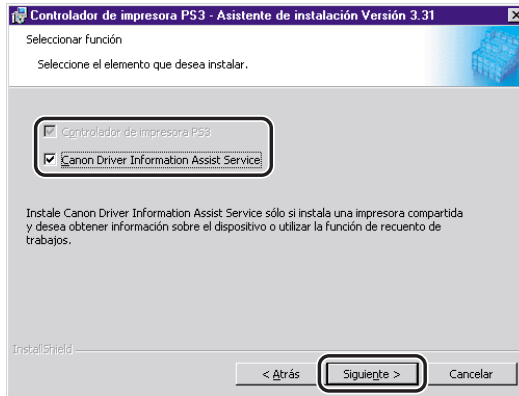 Controlador de impresora PS3 - Asistente de instalación Versión 3.31
Seleccionar función
Seleccione el elemento que desea instalar.
Controlador de impresora PS3
Canon Driver Information Assist Service
Instale Canon Driver Information Assist Service sólo si instala una impresora compartida
y desea obtener información sobre el dispositivo o utilizar la función de recuento de
trabajos.
InstallShield
< Atrás Siguiente > Cancelar